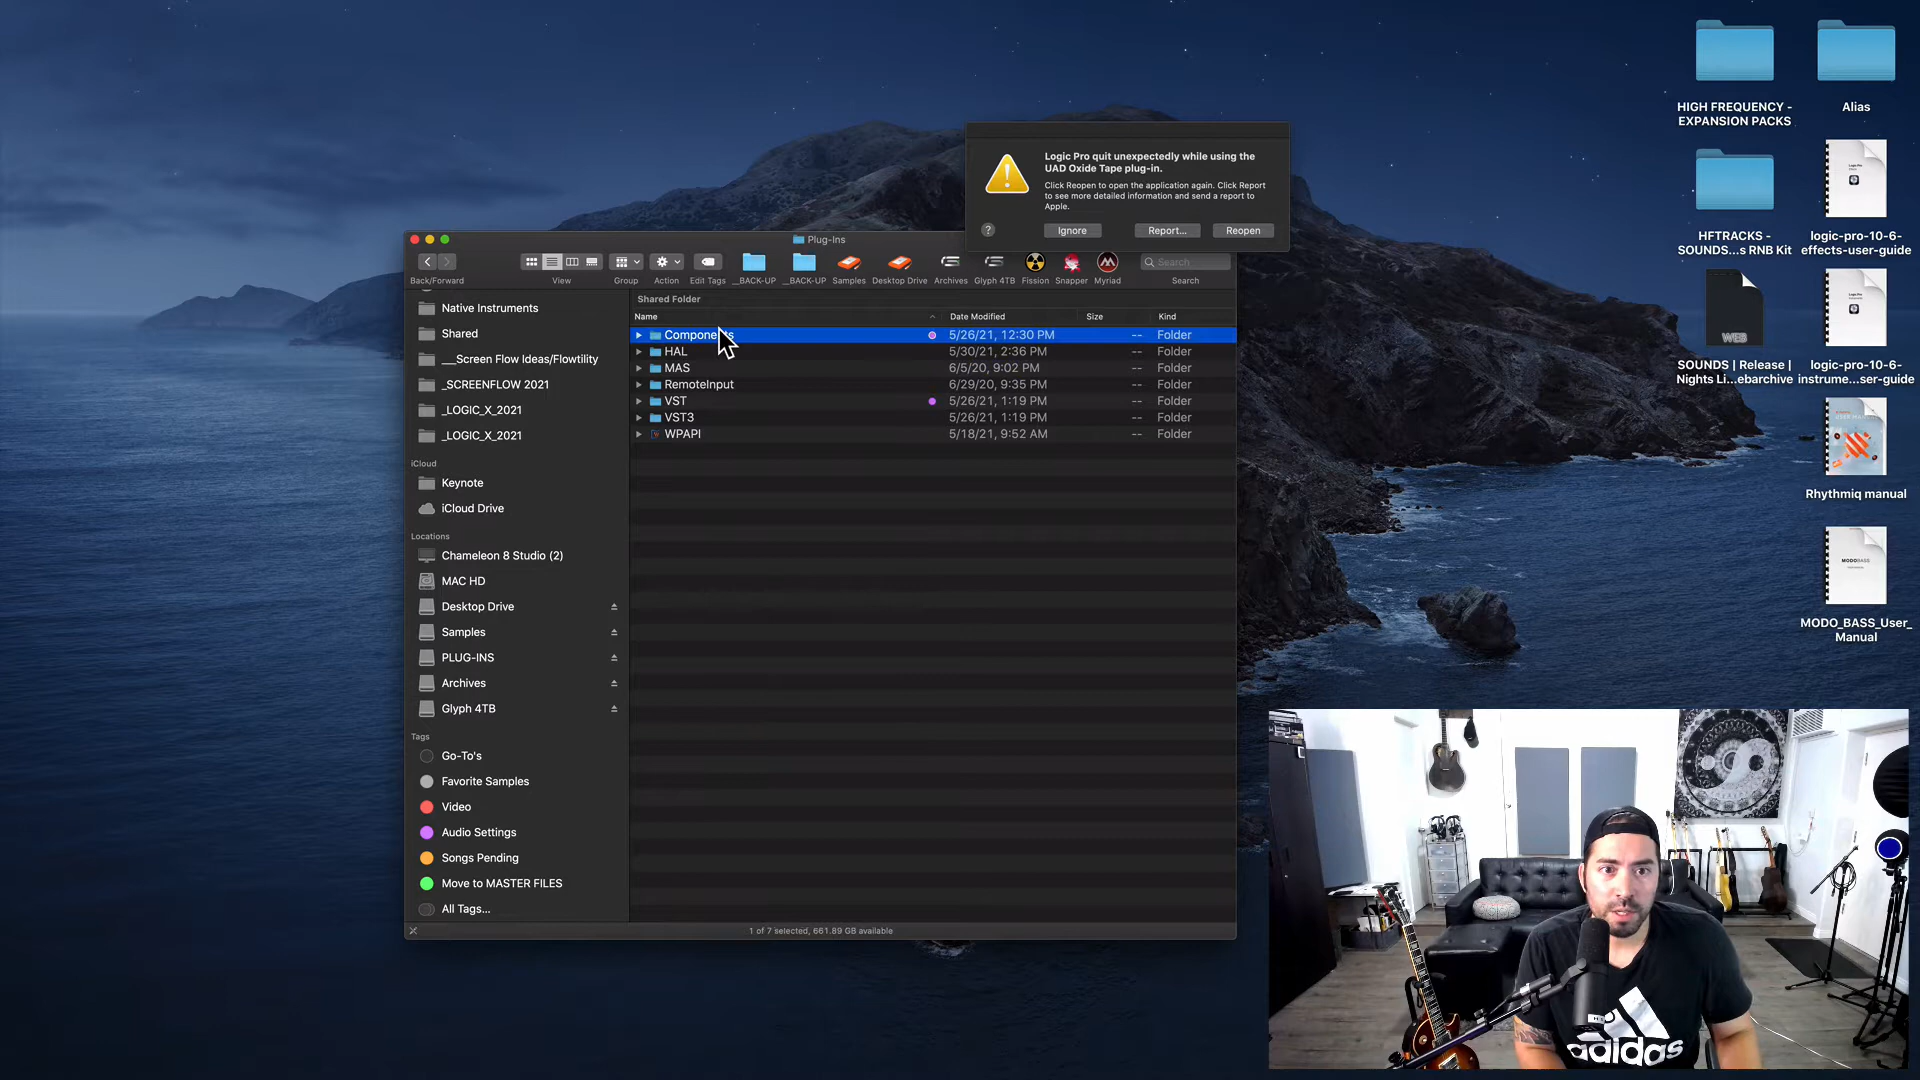 HIGH FREQUENCY -
EXPANSION PACKS
Alias
Logic Pro quit unexpectedly while using the
UAD Oxide Tape plug-in.
Click Reopen to open the application again. Click Report
to see more detailed information and send a report to
Apple.
?
Ignore
Report...
Reopen
HFTRACKS -
SOUNDS...s RNB Kit
logic-pro-10-6-
effects-user-guide
WEB
SOUNDS | Release |
Nights Li...ebarchive
logic-pro-10-6-
instrume...ser-guide
Rhythmiq manual
MODOBASS
MODO_BASS_User_
Manual
Plug-Ins
Search
Back/Forward
View
Group
Action
Edit Tags
__BACK-UP
__BACK-UP
Samples
Desktop Drive
Archives
Glyph 4TB
Fission
Snapper
Myriad
Search
Native Instruments
Shared
__Screen Flow Ideas/Flowtility
_SCREENFLOW 2021
_LOGIC_X_2021
_LOGIC_X_2021
iCloud
Keynote
iCloud Drive
Locations
Chameleon 8 Studio (2)
MAC HD
Desktop Drive
Samples
PLUG-INS
Archives
Glyph 4TB
Tags
Go-To's
Favorite Samples
Video
Audio Settings
Songs Pending
Move to MASTER FILES
All Tags...
Shared Folder
Name Date Modified Size Kind
Components 5/26/21, 12:30 PM -- Folder
HAL 5/30/21, 2:36 PM -- Folder
MAS 6/5/20, 9:02 PM -- Folder
RemoteInput 6/29/20, 9:35 PM -- Folder
VST 5/26/21, 1:19 PM -- Folder
VST3 5/26/21, 1:19 PM -- Folder
WPAPI 5/18/21, 9:52 AM -- Folder
1 of 7 selected, 661.89 GB available
adidas